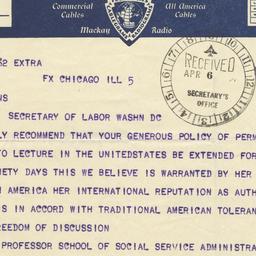 Commercial
Cables
All America
Cables
Mackay Radio
RECEIVED
APR 6
SECRETARY'S
OFFICE
52 EXTRA
FX CHICAGO ILL 5
NS
SECRETARY OF LABOR WASHN DC
LY RECOMMEND THAT YOUR GENEROUS POLICY OF PERM
TO LECTURE IN THE UNITEDSTATES BE EXTENDED FOR
NETY DAYS THIS WE BELIEVE IS WARRANTED BY HER
N AMERICA HER INTERNATIONAL REPUTATION AS AUTH
S IN ACCORD WITH TRADITIONAL AMERICAN TOLERAN
EEDOM OF DISCUSSION
PROFESSOR SCHOOL OF SOCIAL SERVICE ADMINISTRA